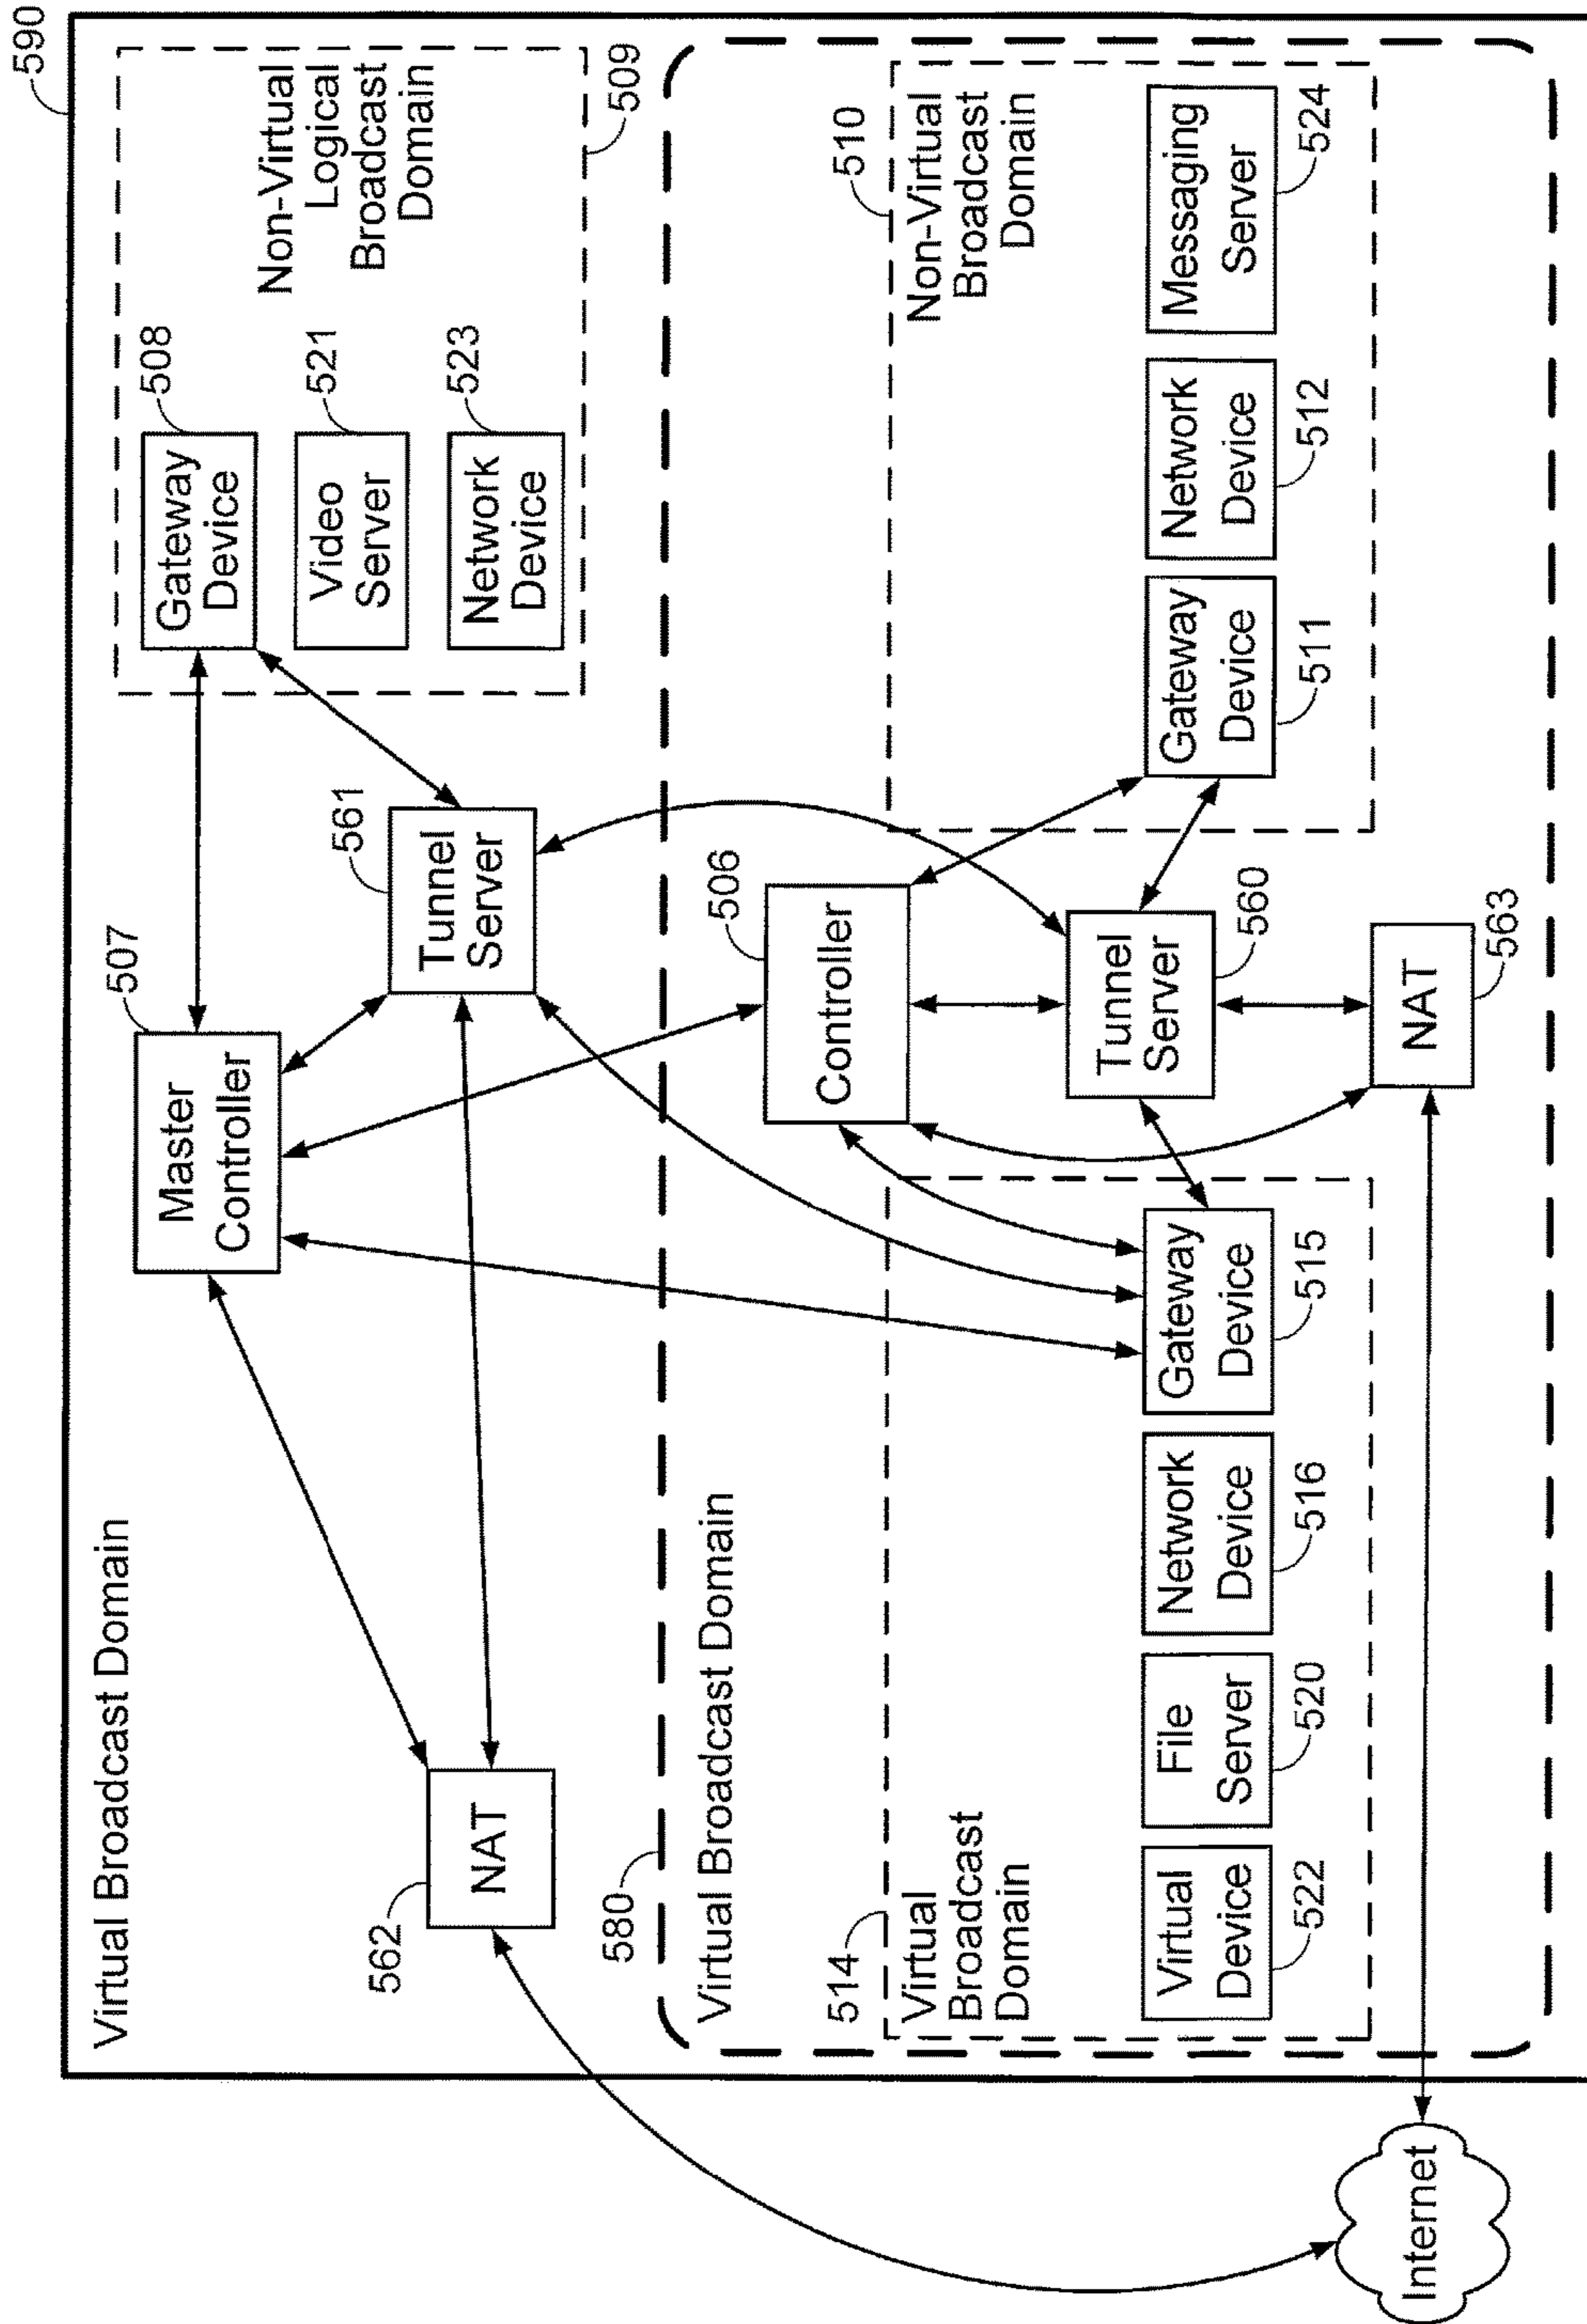 590
Virtual Broadcast Domain
507
Master
Controller
508
Gateway
Device
Non-Virtual
Logical
Broadcast
Domain
521
Video
Server
523
Network
Device
509
561
Tunnel
Server
562
NAT
580
Virtual Broadcast Domain
506
Controller
514
Virtual
Broadcast
Domain
510
Non-Virtual
Broadcast
Domain
Virtual
Device
522
File
Server
520
Network
Device
516
Gateway
Device
515
Tunnel
Server
560
Gateway
Device
511
Network
Device
512
Messaging
Server
524
NAT
563
Internet